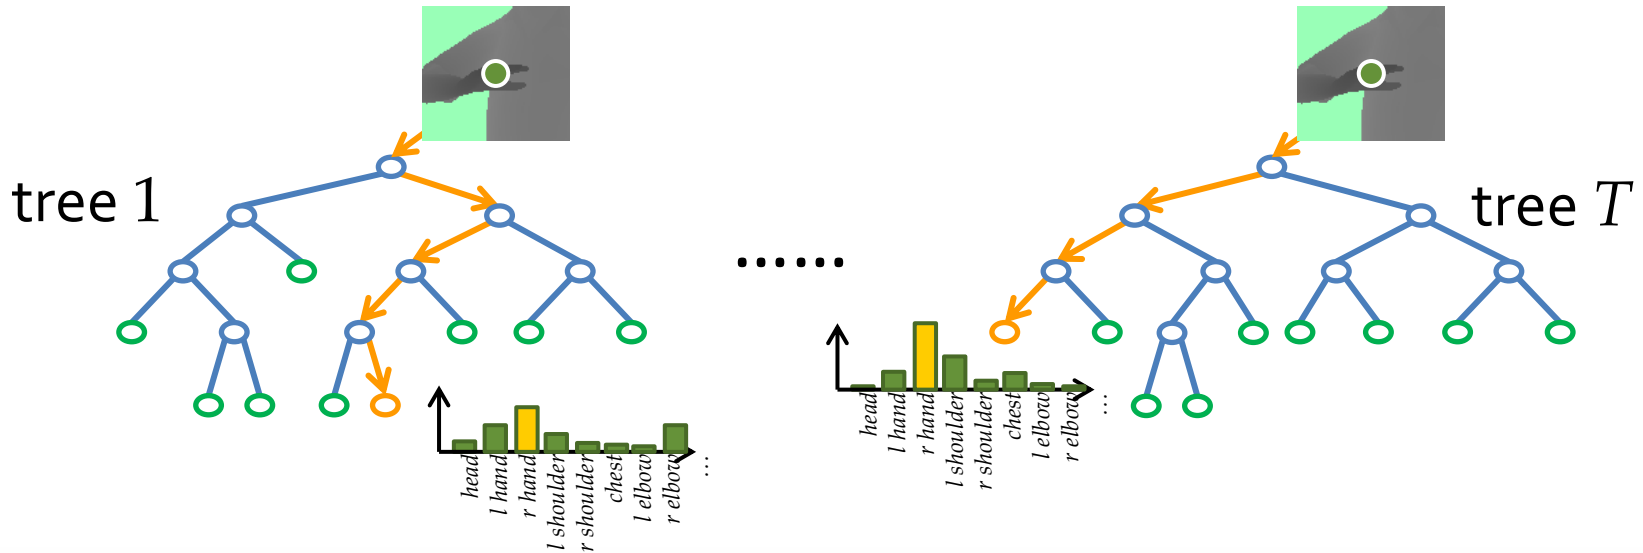 tree 1
tree T
......
head
l hand
r hand
l shoulder
r shoulder
chest
l elbow
r elbow
...
head
l hand
r hand
l shoulder
r shoulder
chest
l elbow
r elbow
...